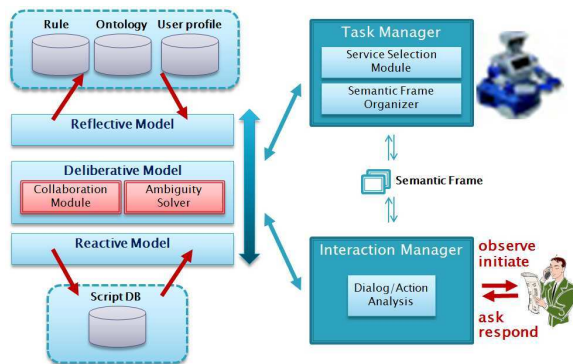 Rule Ontology User profile
Reflective Model
Deliberative Model
Collaboration
Module
Ambiguity
Solver
Reactive Model
Script DB
Task Manager
Service Selection
Module
Semantic Frame
Organizer
Semantic Frame
Interaction Manager
Dialog/Action
Analysis
observe
initiate
ask
respond